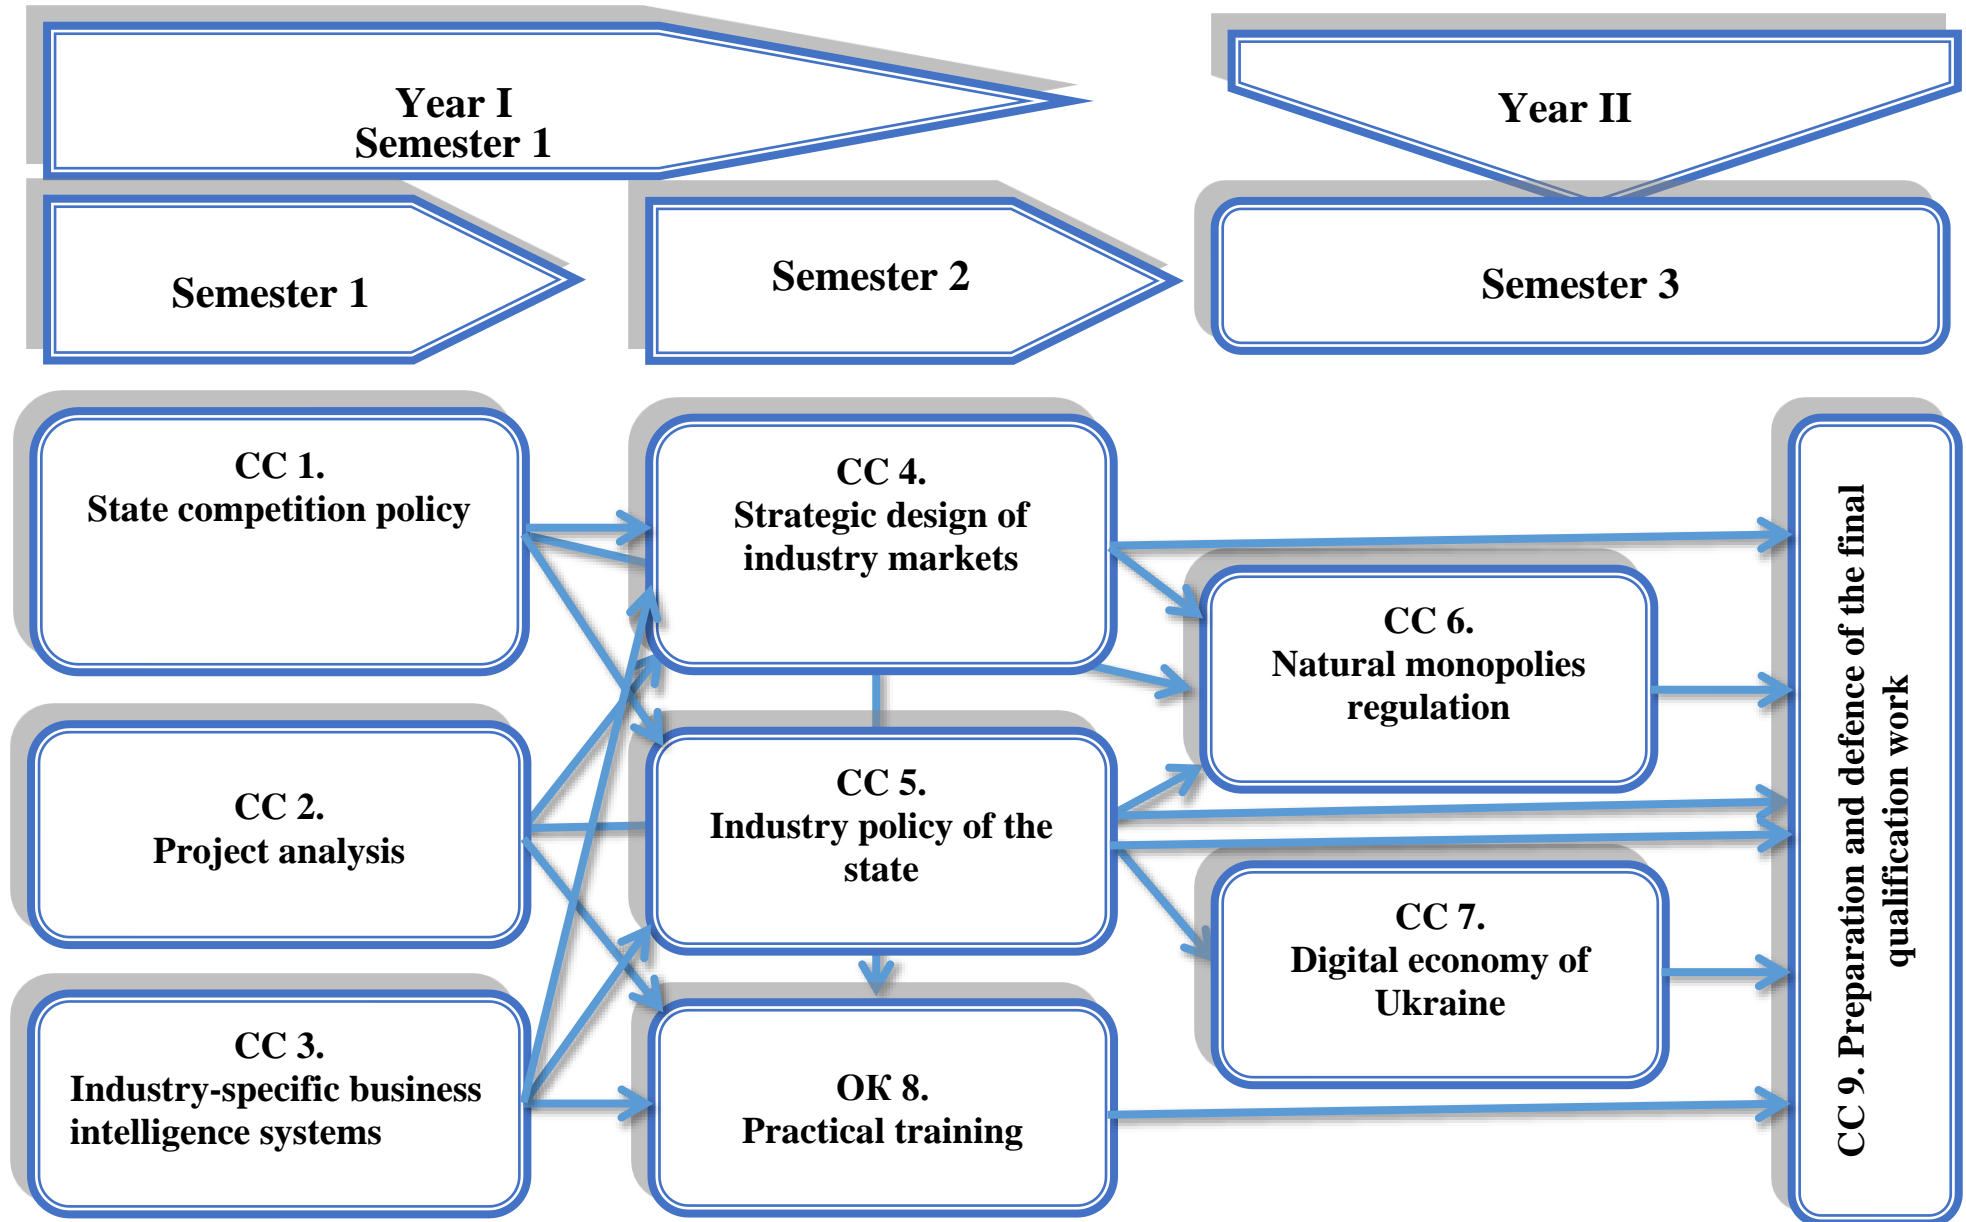 Year I
Semester 1
Year II
Semester 1
Semester 2
Semester 3
CC 1.
State competition policy
CC 2.
Project analysis
CC 3.
Industry-specific business
intelligence systems
CC 4.
Strategic design of
industry markets
CC 5.
Industry policy of the
state
ОК 8.
Practical training
CC 6.
Natural monopolies
regulation
CC 7.
Digital economy of
Ukraine
CC 9. Preparation and defence of the final
qualification work